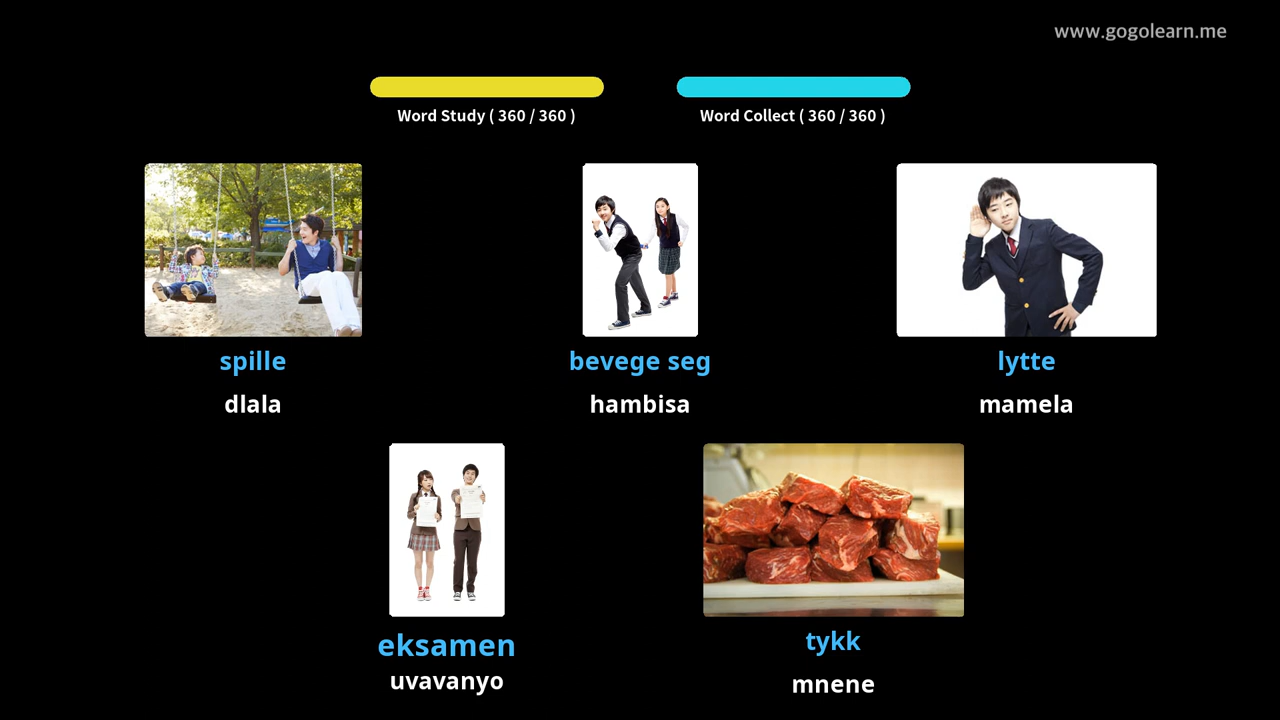 www.gogolearn.me
Word Study ( 360 / 360 )
Word Collect ( 360 / 360 )
spille
dlala
bevege seg
hambisa
lytte
mamela
eksamen
uvavanyo
tykk
mnene